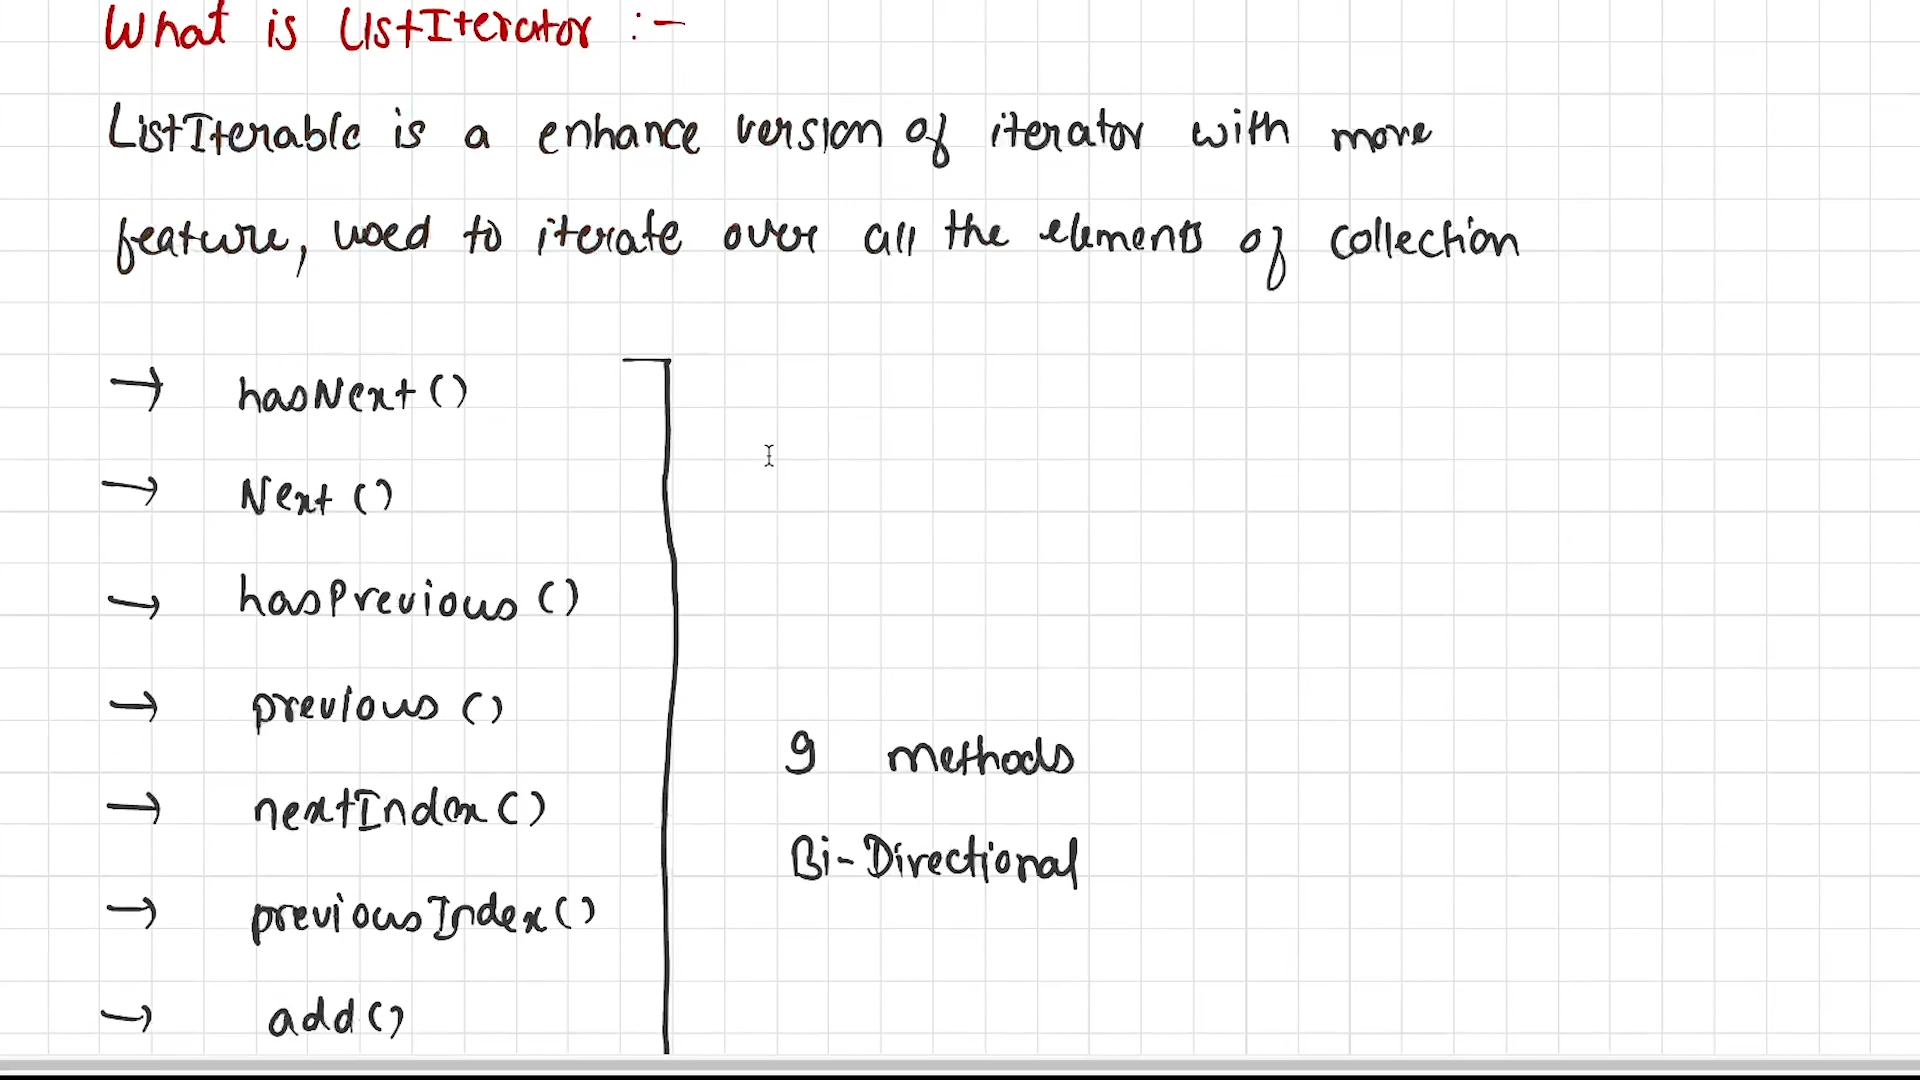 What is ListIterator :-
ListIterable is a enhance version of iterator with more
feature, used to iterate over all the elements of collection
→ hasNext()
→ Next()
→ hasPrevious()
→ previous()
→ nextIndex()
→ previousIndex()
→ add()
9 methods
Bi-Directional